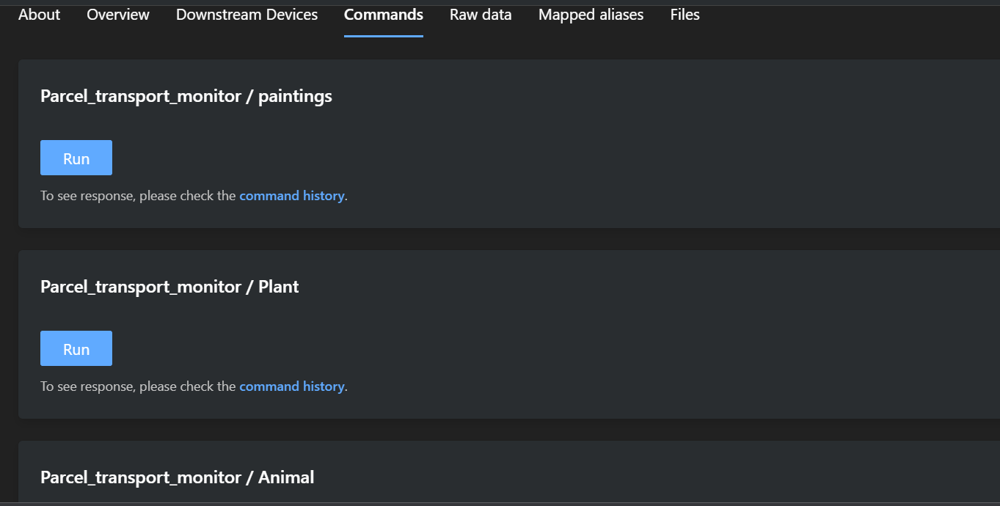 About Overview Downstream Devices Commands Raw data Mapped aliases Files
Parcel_transport_monitor / paintings
Run
To see response, please check the command history.
Parcel_transport_monitor / Plant
Run
To see response, please check the command history.
Parcel_transport_monitor / Animal